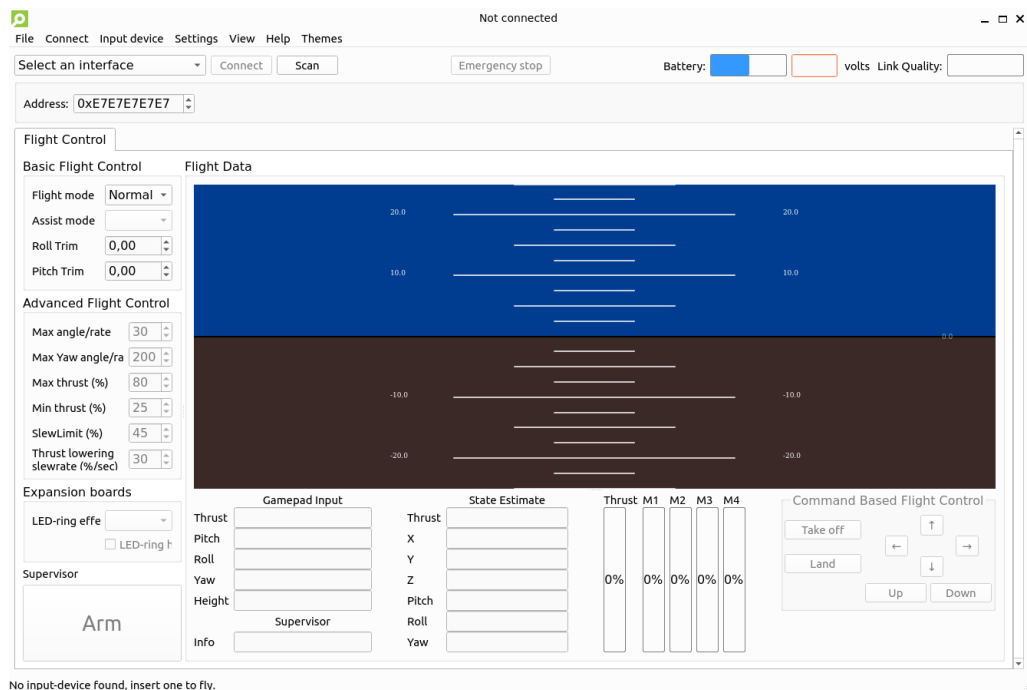 Not connected
File Connect Input device Settings View Help Themes
Select an interface Connect Scan Emergency stop Battery: volts Link Quality:
Address: 0xE7E7E7E7E7
Flight Control
Basic Flight Control
Flight mode Normal
Assist mode
Roll Trim 0,00
Pitch Trim 0,00
Advanced Flight Control
Max angle/rate 30
Max Yaw angle/ra 200
Max thrust (%) 80
Min thrust (%) 25
SlewLimit (%) 45
Thrust lowering
slewrate (%/sec) 30
Expansion boards
LED-ring effe
LED-ring h
Supervisor
Arm
Flight Data
20.0 20.0
10.0 10.0
0.0
-10.0 -10.0
-20.0 -20.0
Gamepad Input
Thrust
Pitch
Roll
Yaw
Height
Supervisor
Info
State Estimate
Thrust
X
Y
Z
Pitch
Roll
Yaw
Thrust M1 M2 M3 M4
0% 0% 0% 0% 0%
Command Based Flight Control
Take off ↑
← →
Land ↓
Up Down
No input-device found, insert one to fly.